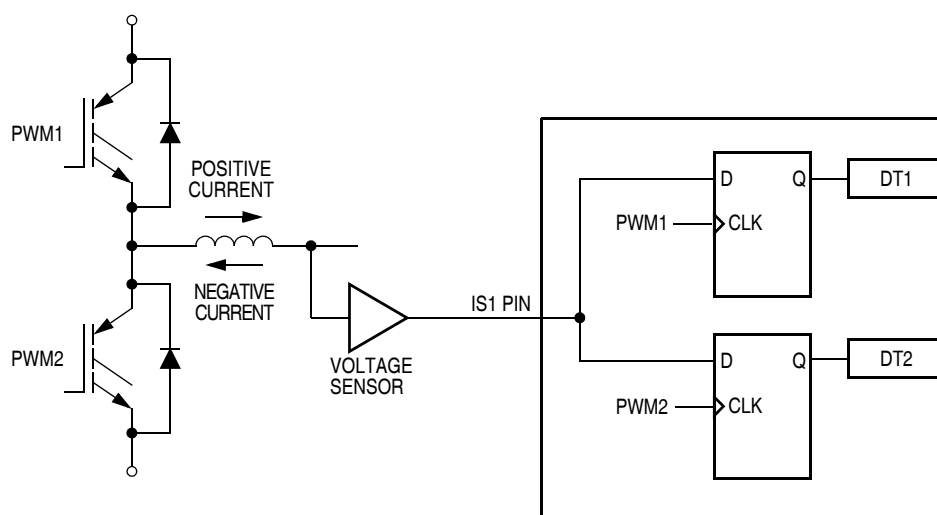 PWM1
POSITIVE
CURRENT
NEGATIVE
CURRENT
PWM2
VOLTAGE
SENSOR
IS1 PIN
D
Q
DT1
PWM1
CLK
D
Q
DT2
PWM2
CLK